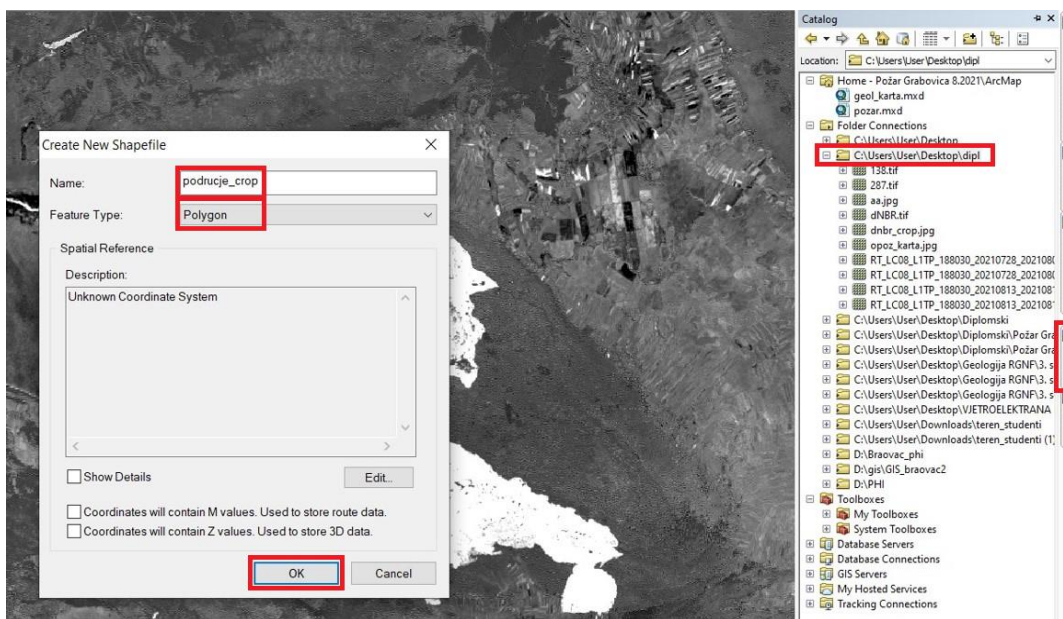 Create New Shapefile
Name:
podrucje_crop
Feature Type:
Polygon
Spatial Reference
Description:
Unknown Coordinate System
Show Details
Edit...
Coordinates will contain M values. Used to store route data.
Coordinates will contain Z values. Used to store 3D data.
OK
Cancel
Catalog
Location:
C:\Users\User\Desktop\dipl
Home - Požar Grabovica 8.2021\ArcMap
geol_karta.mxd
pozar.mxd
Folder Connections
C:\Users\User\Desktop
C:\Users\User\Desktop\dipl
138.tif
287.tif
aa.jpg
dNBR.tif
dnbr_crop.jpg
opoz_karta.jpg
RT_LC08_L1TP_188030_20210728_202108
RT_LC08_L1TP_188030_20210728_202108
RT_LC08_L1TP_188030_20210813_202108
RT_LC08_L1TP_188030_20210813_202108
C:\Users\User\Desktop\Diplomski
C:\Users\User\Desktop\Diplomski\Požar Gra
C:\Users\User\Desktop\Diplomski\Požar Gra
C:\Users\User\Desktop\Geologija RGNF\3. s
C:\Users\User\Desktop\Geologija RGNF\3. s
C:\Users\User\Desktop\Geologija RGNF\3. s
C:\Users\User\Desktop\VJETROELEKTRANA
C:\Users\User\Downloads\teren_studenti
C:\Users\User\Downloads\teren_studenti (1)
D:\Braovac_phi
D:\gis\GIS_braovac2
D:\PHI
Toolboxes
My Toolboxes
System Toolboxes
Database Servers
Database Connections
GIS Servers
My Hosted Services
Tracking Connections